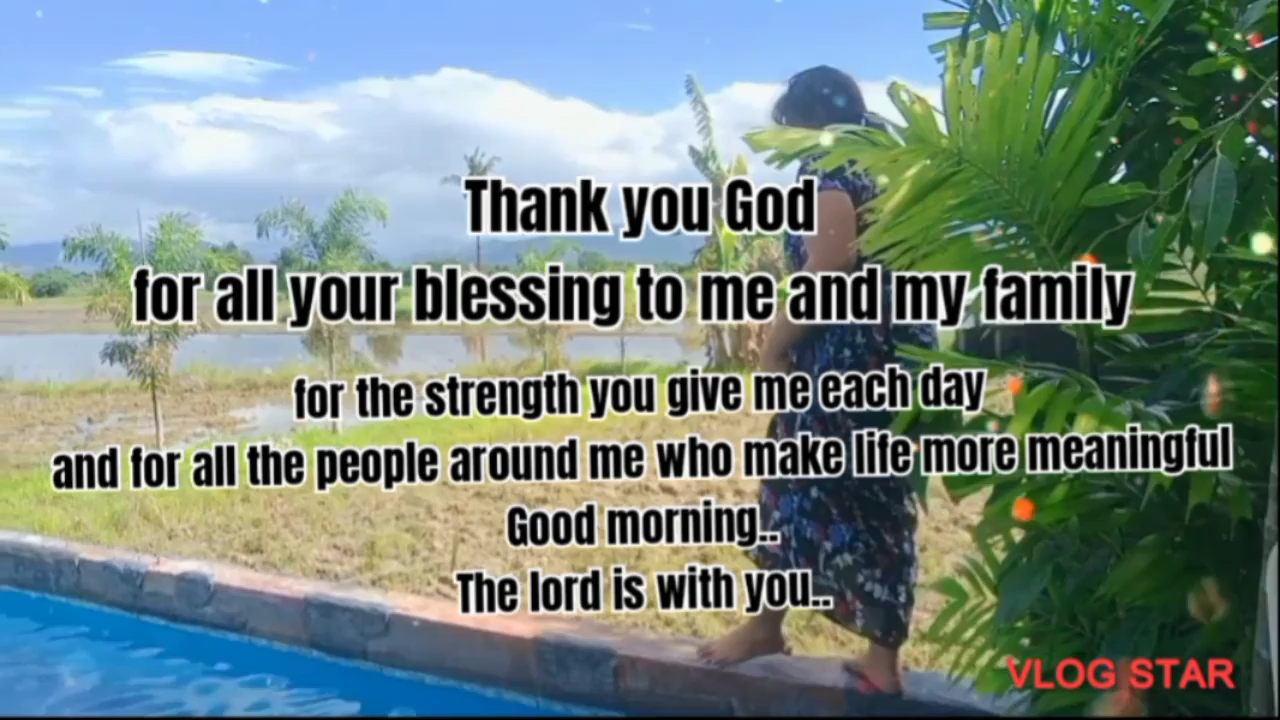 Thank you God
for all your blessing to me and my family
for the strength you give me each day
and for all the people around me who make life more meaningful
Good morning..
The lord is with you..
VLOG STAR